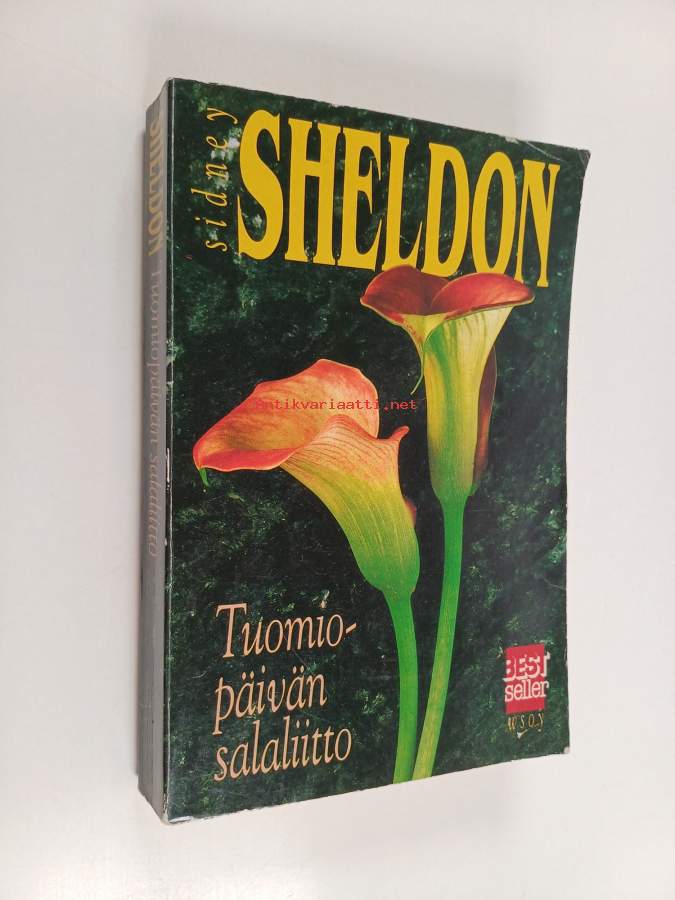 sidney
SHELDON
Tuomio-
päivän
salaliitto
BEST
seller
WSOY
SHELDON Tuomiopäivän salaliitto
Antikvariaatti.net